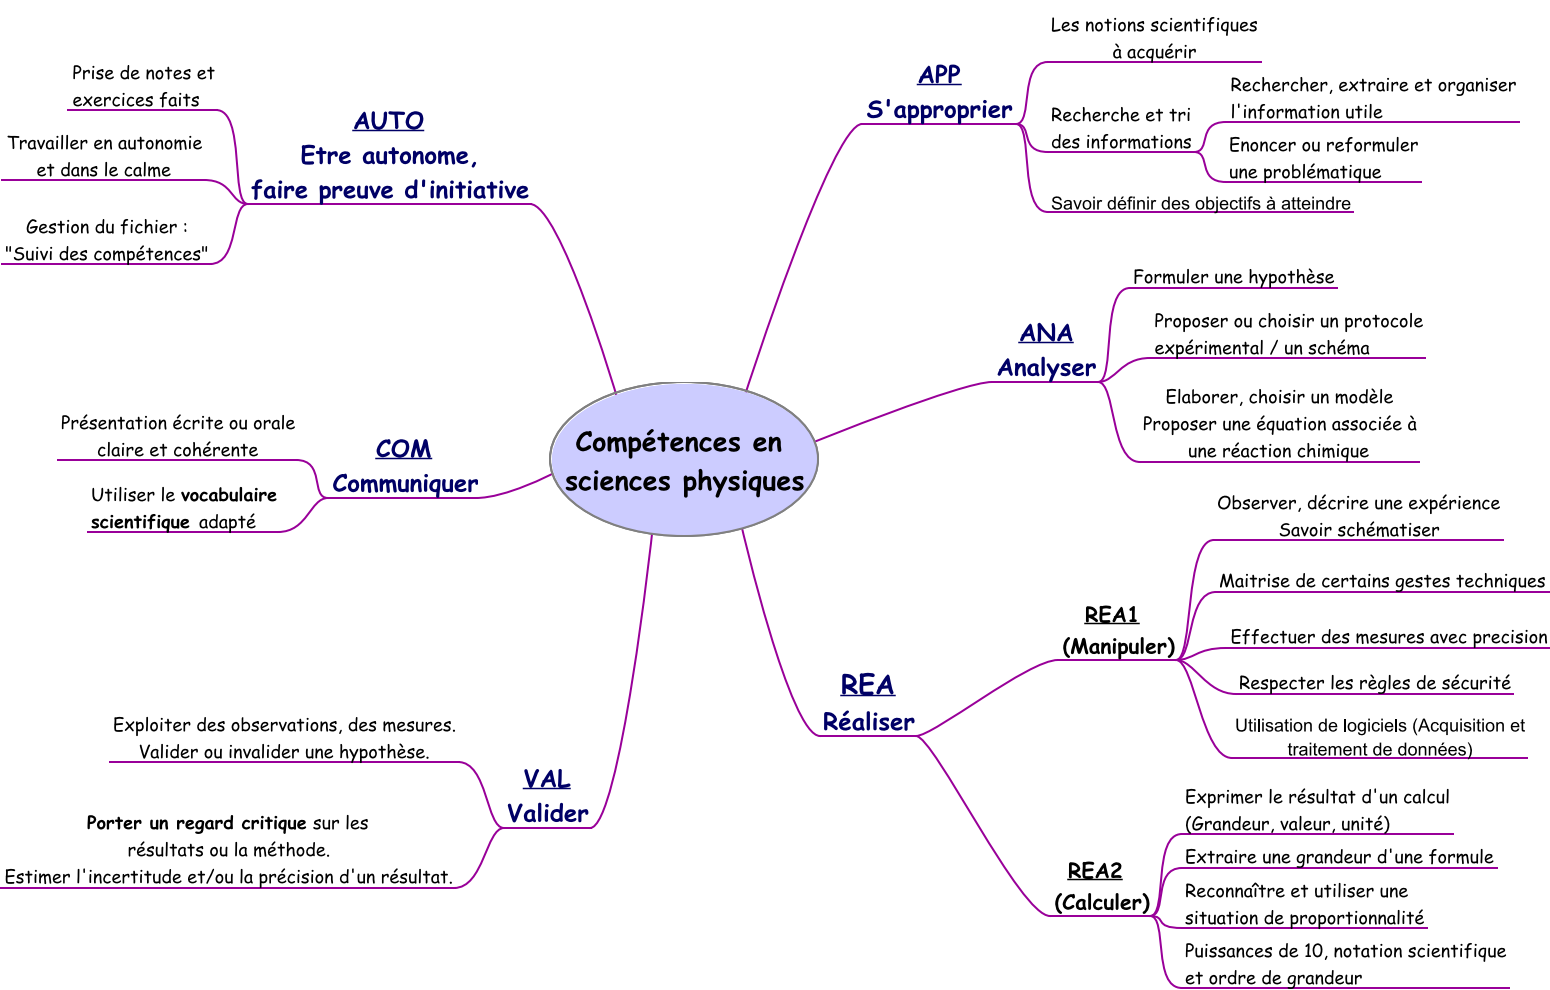 Compétences en
sciences physiques
APP
S'approprier
Les notions scientifiques
à acquérir
Recherche et tri
des informations
Rechercher, extraire et organiser
l'information utile
Enoncer ou reformuler
une problématique
Savoir définir des objectifs à atteindre
ANA
Analyser
Formuler une hypothèse
Proposer ou choisir un protocole
expérimental / un schéma
Elaborer, choisir un modèle
Proposer une équation associée à
une réaction chimique
REA
Réaliser
REA1
(Manipuler)
Observer, décrire une expérience
Savoir schématiser
Maitrise de certains gestes techniques
Effectuer des mesures avec precision
Respecter les règles de sécurité
Utilisation de logiciels (Acquisition et
traitement de données)
REA2
(Calculer)
Exprimer le résultat d'un calcul
(Grandeur, valeur, unité)
Extraire une grandeur d'une formule
Reconnaître et utiliser une
situation de proportionnalité
Puissances de 10, notation scientifique
et ordre de grandeur
VAL
Valider
Exploiter des observations, des mesures.
Valider ou invalider une hypothèse.
Porter un regard critique sur les
résultats ou la méthode.
Estimer l'incertitude et/ou la précision d'un résultat.
COM
Communiquer
Présentation écrite ou orale
claire et cohérente
Utiliser le vocabulaire
scientifique adapté
AUTO
Etre autonome,
faire preuve d'initiative
Prise de notes et
exercices faits
Travailler en autonomie
et dans le calme
Gestion du fichier :
"Suivi des compétences"